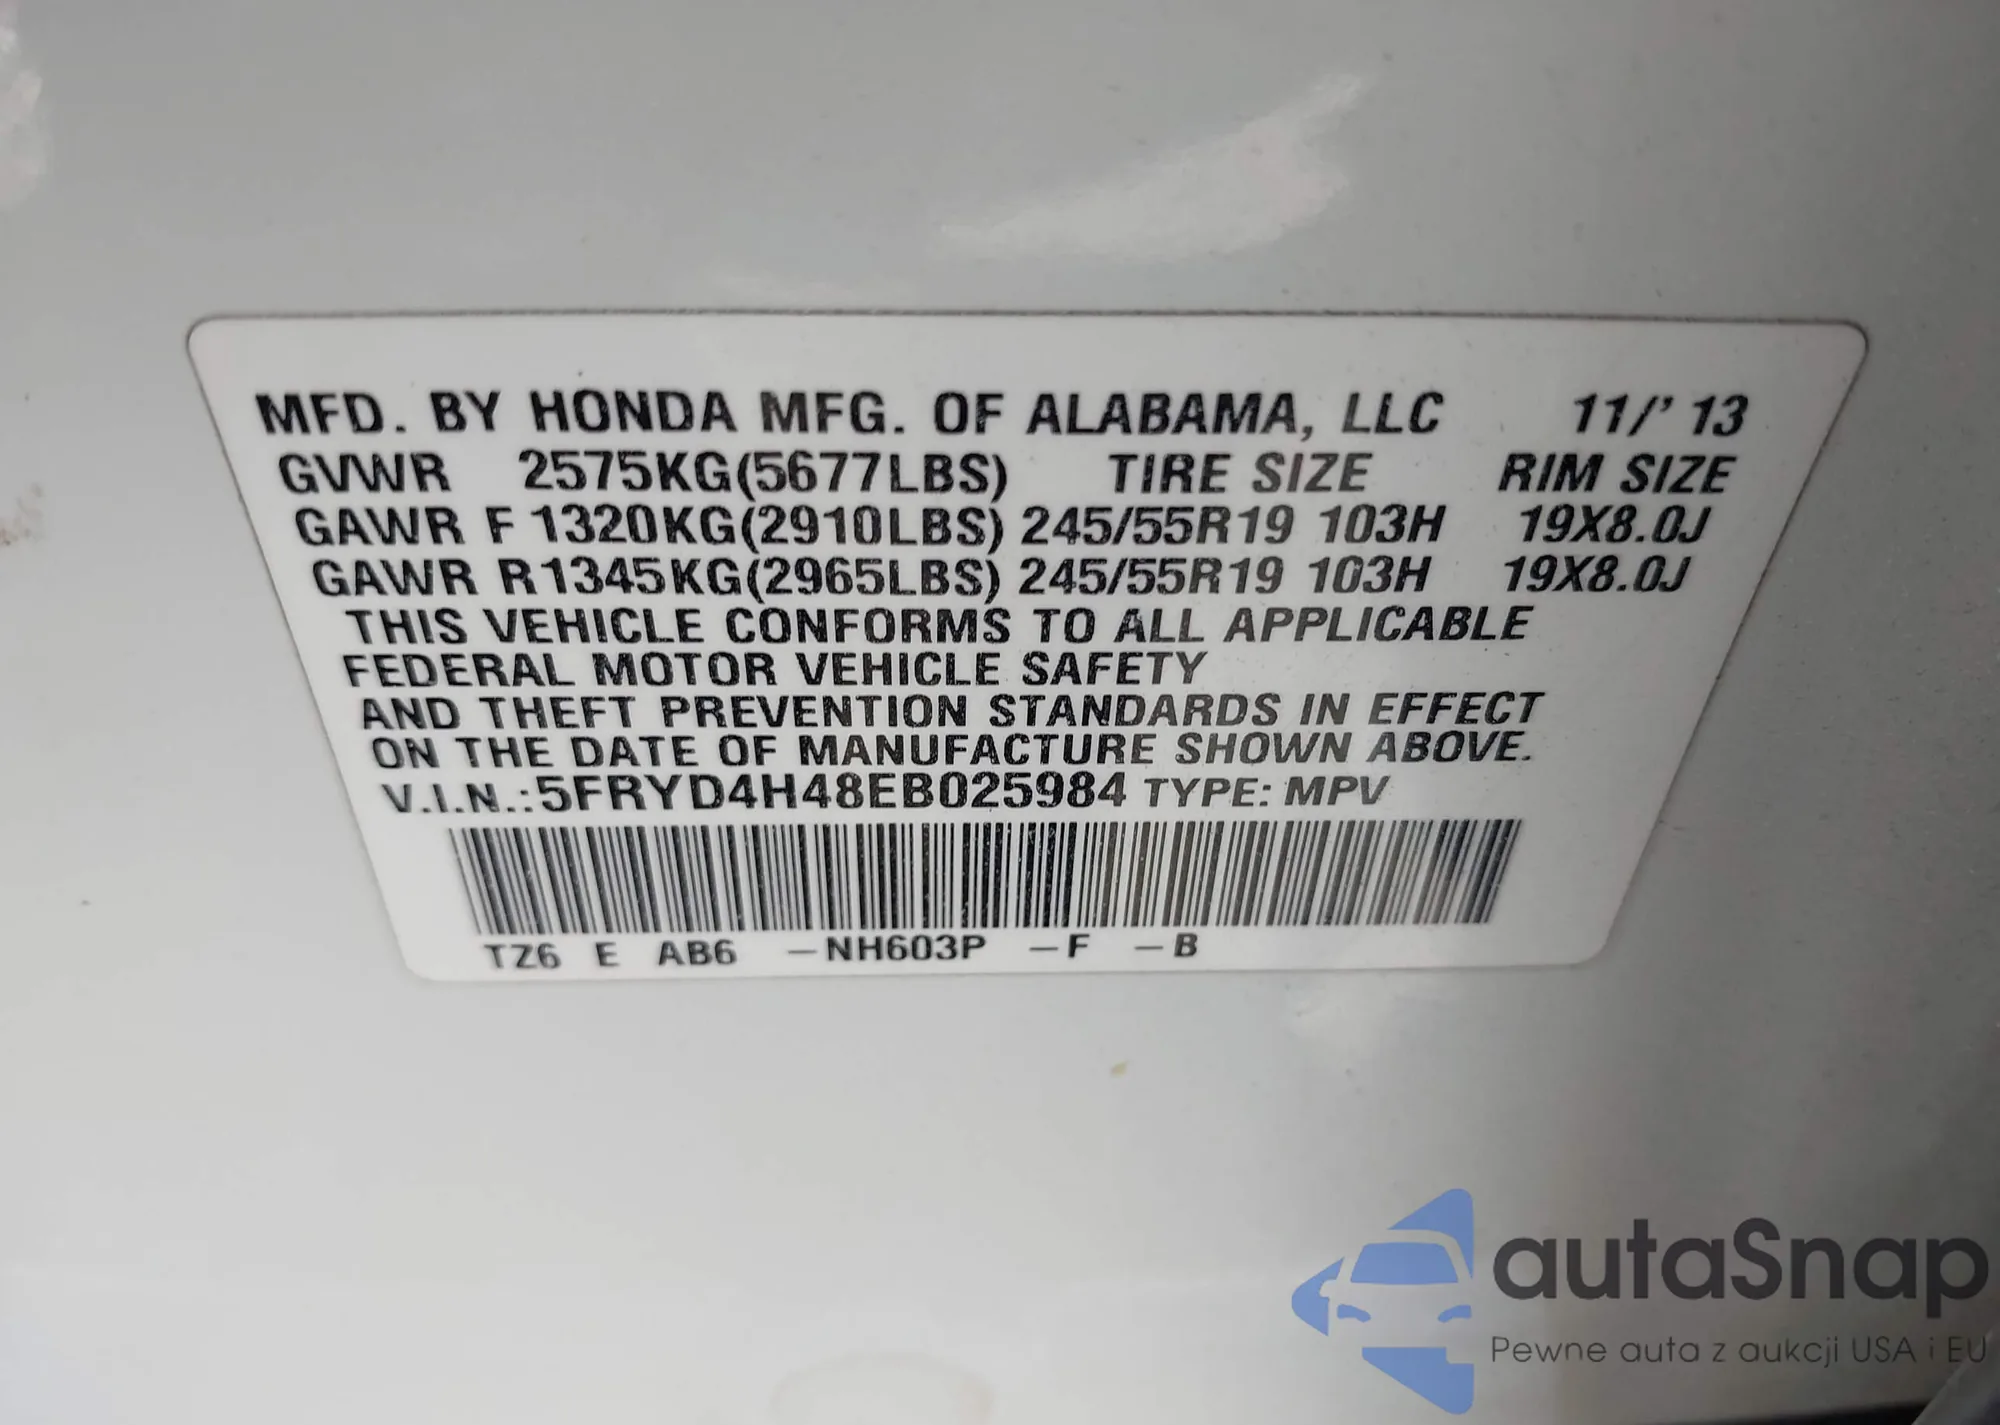 MFD. BY HONDA MFG. OF ALABAMA, LLC 11/'13
GVWR 2575KG(5677LBS) TIRE SIZE RIM SIZE
GAWR F 1320KG(2910LBS) 245/55R19 103H 19X8.0J
GAWR R 1345KG(2965LBS) 245/55R19 103H 19X8.0J
THIS VEHICLE CONFORMS TO ALL APPLICABLE
FEDERAL MOTOR VEHICLE SAFETY
AND THEFT PREVENTION STANDARDS IN EFFECT
ON THE DATE OF MANUFACTURE SHOWN ABOVE.
V.I.N.:5FRYD4H48EB025984 TYPE: MPV
TZ6 E AB6 -NH603P -F -B
autaSnap
Pewne auta z aukcji USA i EU